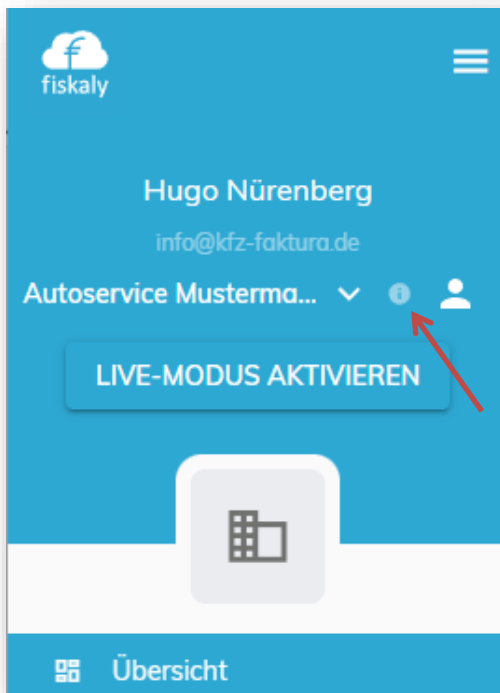 fiskaly
Hugo Nürenberg
info@kfz-faktura.de
Autoservice Musterma...
LIVE-MODUS AKTIVIEREN
Übersicht